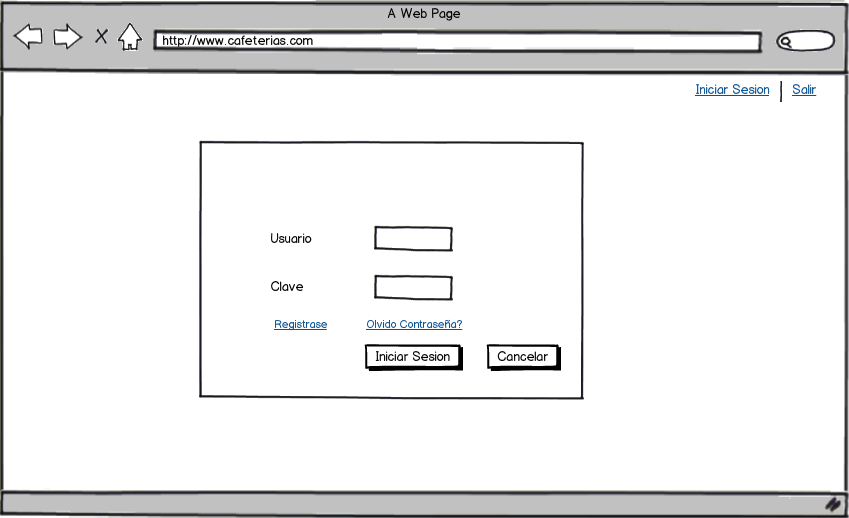 A Web Page
http://www.cafeterias.com
Iniciar Sesion | Salir
Usuario
Clave
Registrase Olvido Contraseña?
Iniciar Sesion Cancelar